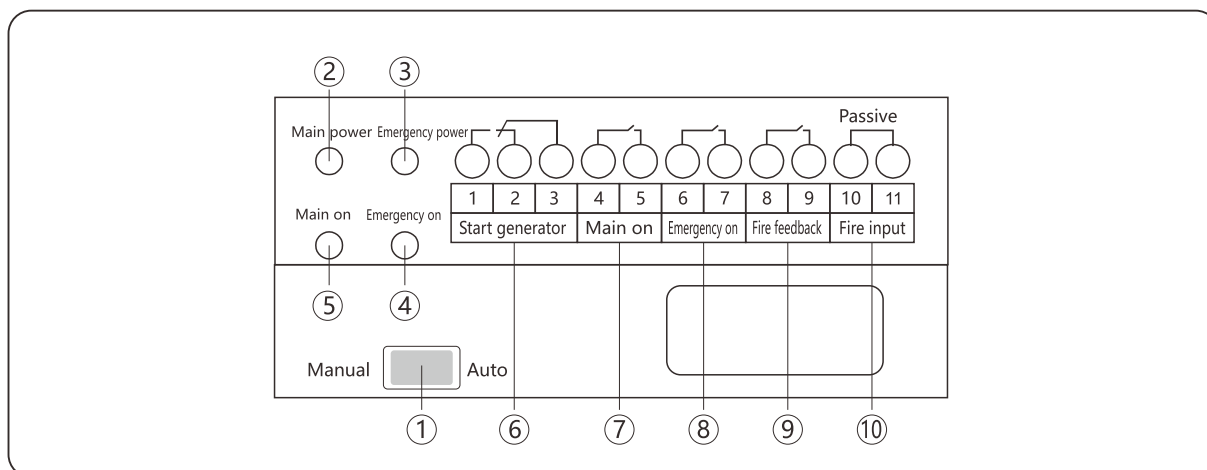 ② ③
Passive
Main power Emergency power
1 2 3 4 5 6 7 8 9 10 11
Main on Emergency on
Start generator Main on Emergency on Fire feedback Fire input
⑤ ④
Manual Auto
① ⑥ ⑦ ⑧ ⑨ ⑩